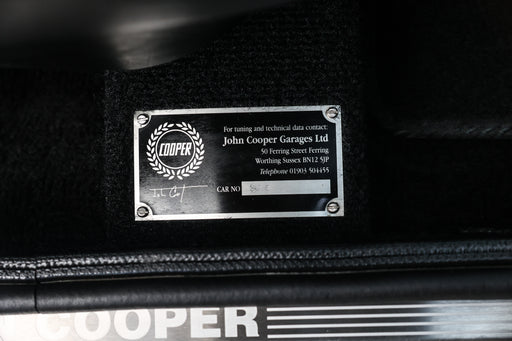 COOPER
For tuning and technical data contact:
John Cooper Garages Ltd
50 Ferring Street Ferring
Worthing Sussex BN12 5JP
Telephone 01903 504455
CAR NO
COOPER